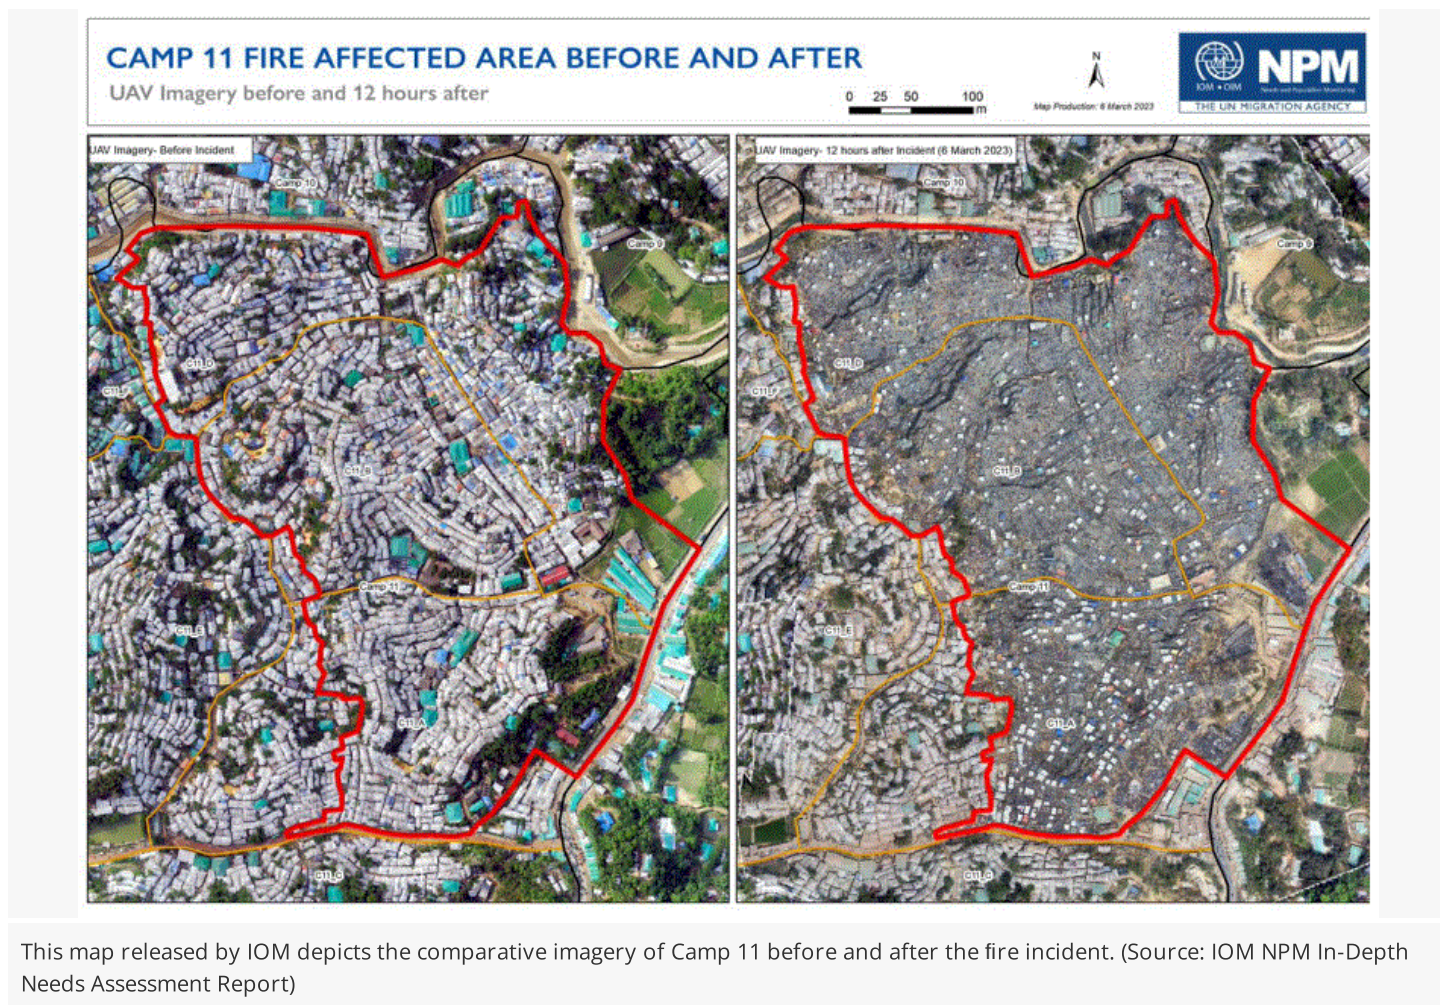 CAMP 11 FIRE AFFECTED AREA BEFORE AND AFTER
UAV Imagery before and 12 hours after
0 25 50 100
m
N
Map Production: 6 March 2023
IOM • OIM
NPM
Needs and Population Monitoring
THE UN MIGRATION AGENCY
UAV Imagery- Before Incident
Camp 10
Camp 9
C11_D
C11_F
C11_B
Camp 11
C11_E
C11_A
C11_C
UAV Imagery- 12 hours after Incident (6 March 2023)
Camp 10
Camp 9
C11_D
C11_F
C11_B
Camp 11
C11_E
C11_A
C11_C
This map released by IOM depicts the comparative imagery of Camp 11 before and after the fire incident. (Source: IOM NPM In-Depth
Needs Assessment Report)